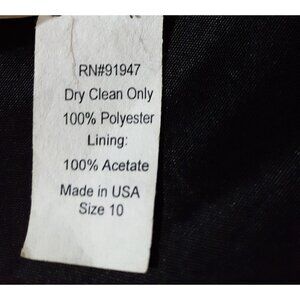 RN#91947
Dry Clean Only
100% Polyester
Lining:
100% Acetate
Made in USA
Size 10